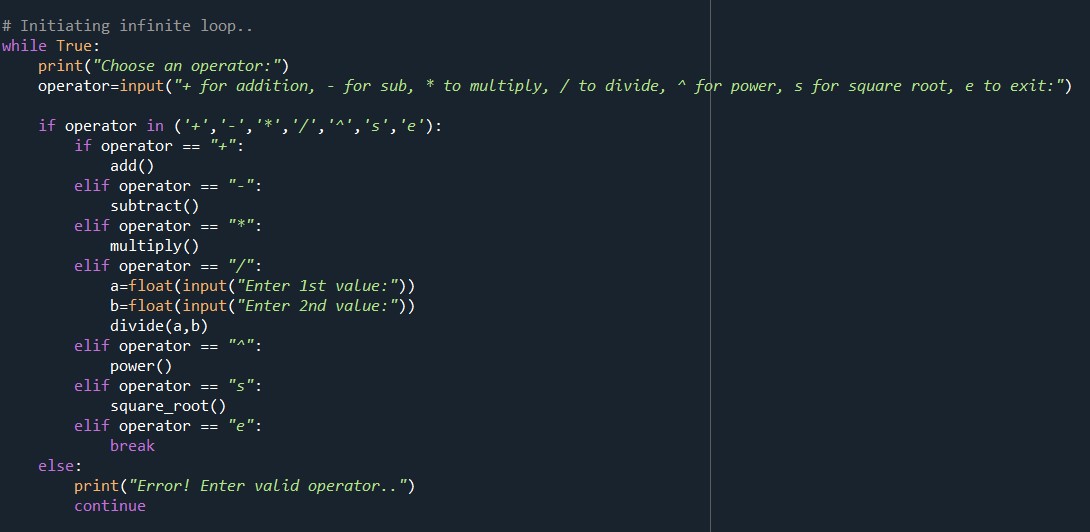 # Initiating infinite loop..
while True:
    print("Choose an operator:")
    operator=input("+ for addition, - for sub, * to multiply, / to divide, ^ for power, s for square root, e to exit:")
    if operator in ('+','-','*','/','^','s','e'):
        if operator == "+":
            add()
        elif operator == "-":
            subtract()
        elif operator == "*":
            multiply()
        elif operator == "/":
            a=float(input("Enter 1st value:"))
            b=float(input("Enter 2nd value:"))
            divide(a,b)
        elif operator == "^":
            power()
        elif operator == "s":
            square_root()
        elif operator == "e":
            break
    else:
        print("Error! Enter valid operator..")
        continue